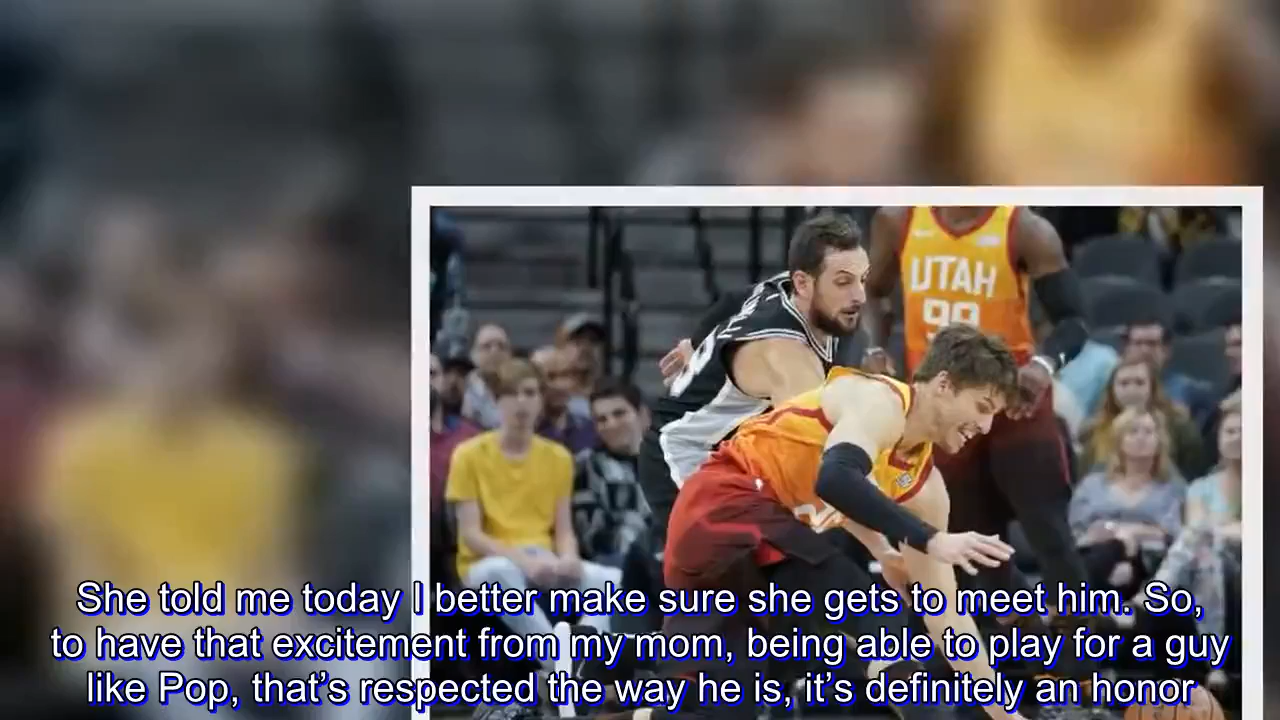 UTAH
99
She told me today I better make sure she gets to meet him. So,
to have that excitement from my mom, being able to play for a guy
like Pop, that’s respected the way he is, it’s definitely an honor